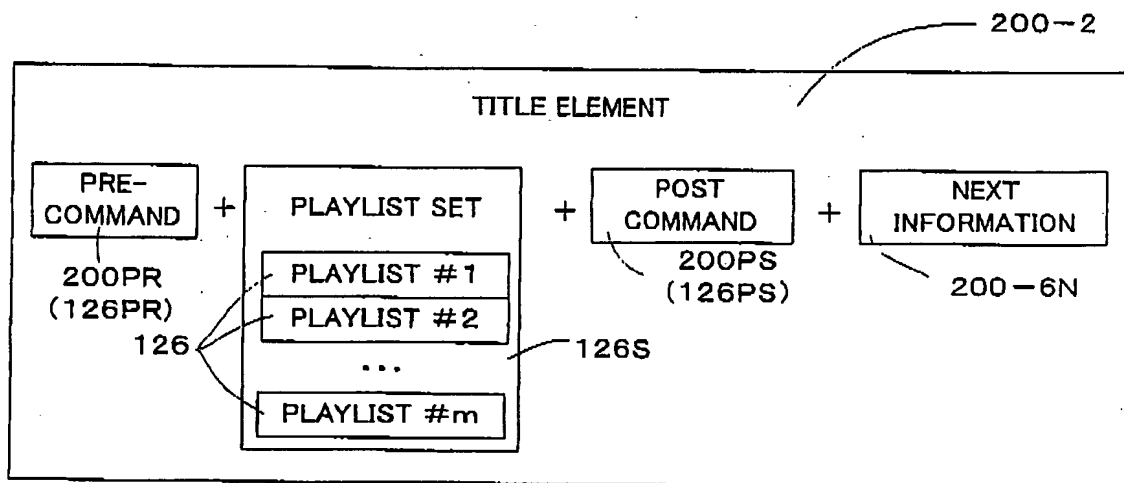 200-2
TITLE ELEMENT
PRE-
COMMAND
+
PLAYLIST SET
+
POST
COMMAND
+
NEXT
INFORMATION
200PR
(126PR)
PLAYLIST #1
PLAYLIST #2
...
PLAYLIST #m
126
126S
200PS
(126PS)
200-6N